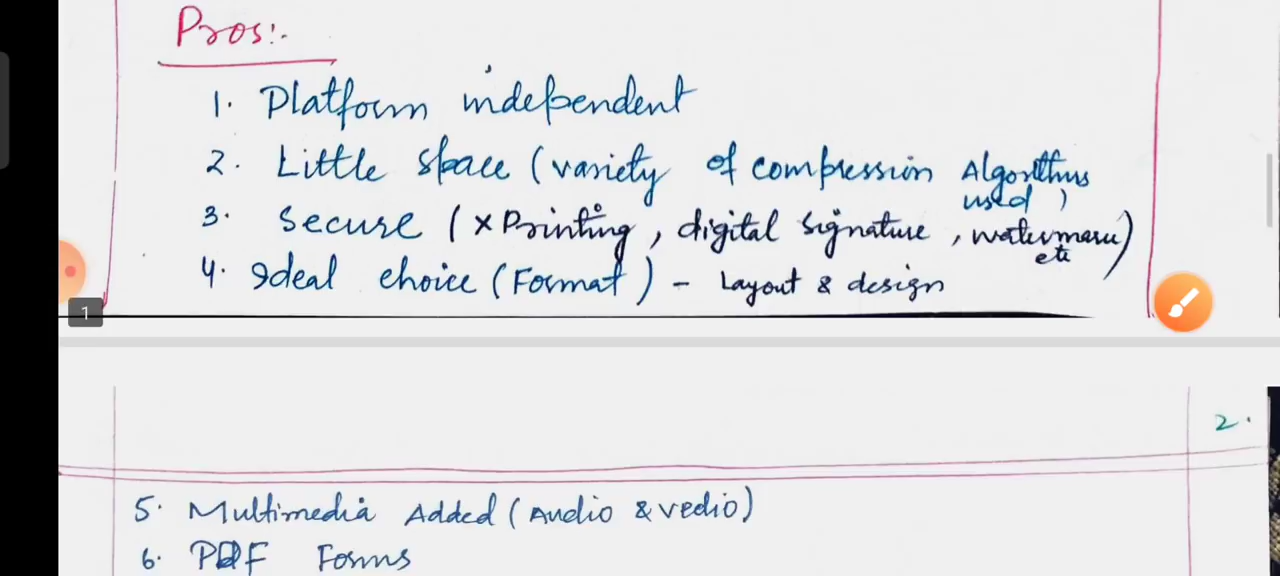 Pros:-
1. Platform independent
2. Little space (variety of compression Algorithms
used)
3. Secure (x Printing, digital signature, watermark
etc)
4. Ideal choice (Format) - Layout & design
1
2.
5. Multimedia Added (Audio & vedio)
6. PDF Forms